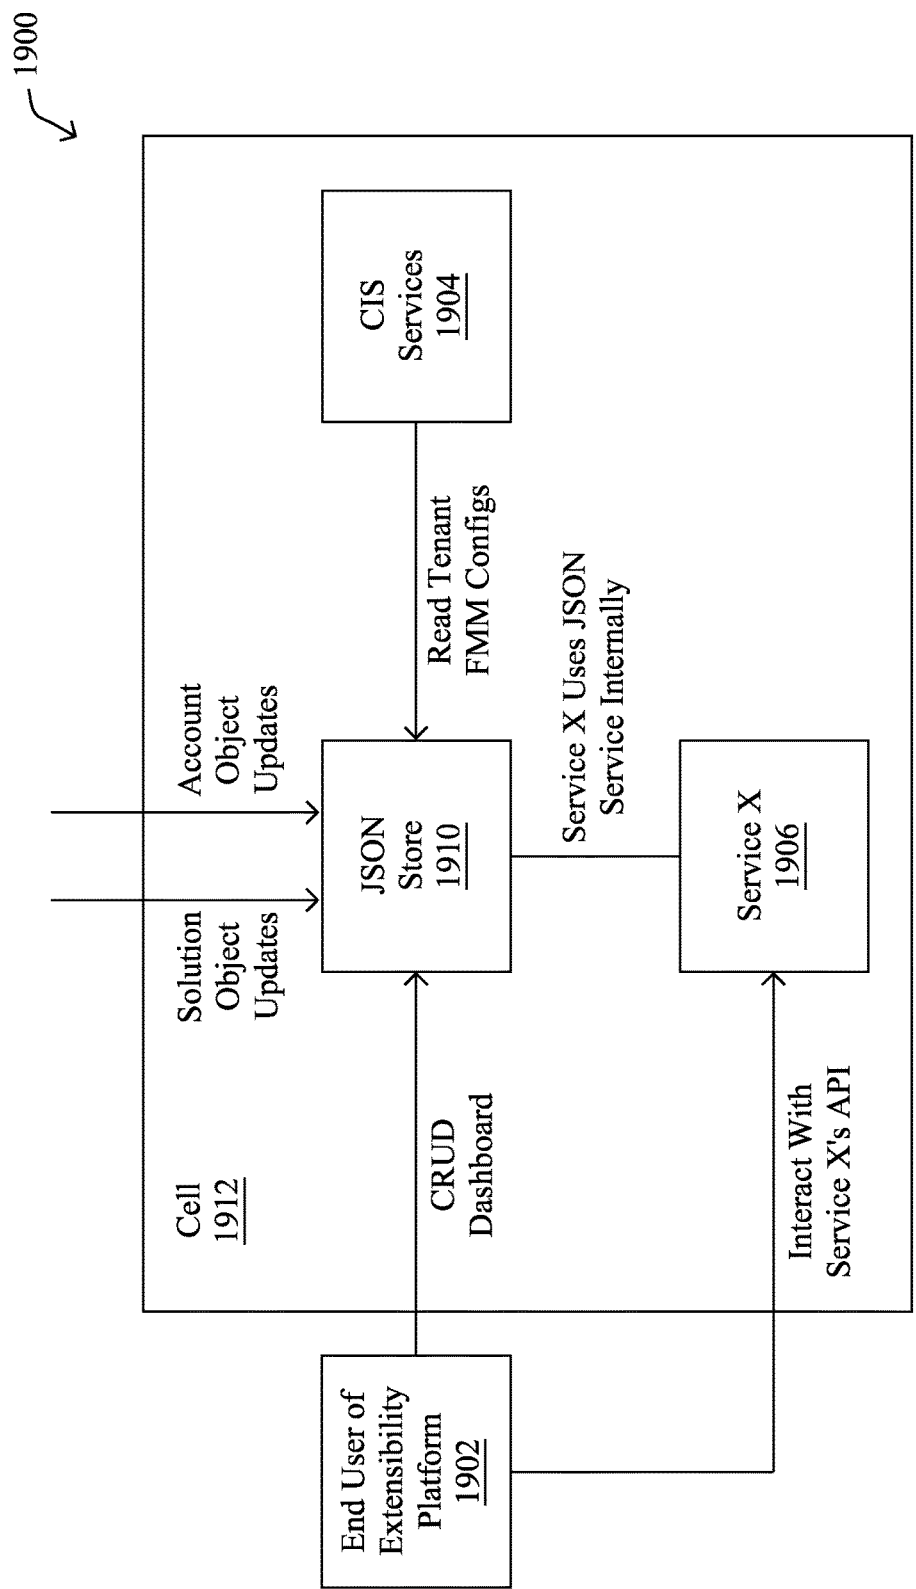 1900
Cell
1912
Solution
Object
Updates
Account
Object
Updates
End User of
Extensibility
Platform
1902
CRUD
Dashboard
JSON
Store
1910
Read Tenant
FMM Configs
CIS
Services
1904
Service X Uses JSON
Service Internally
Interact With
Service X's API
Service X
1906